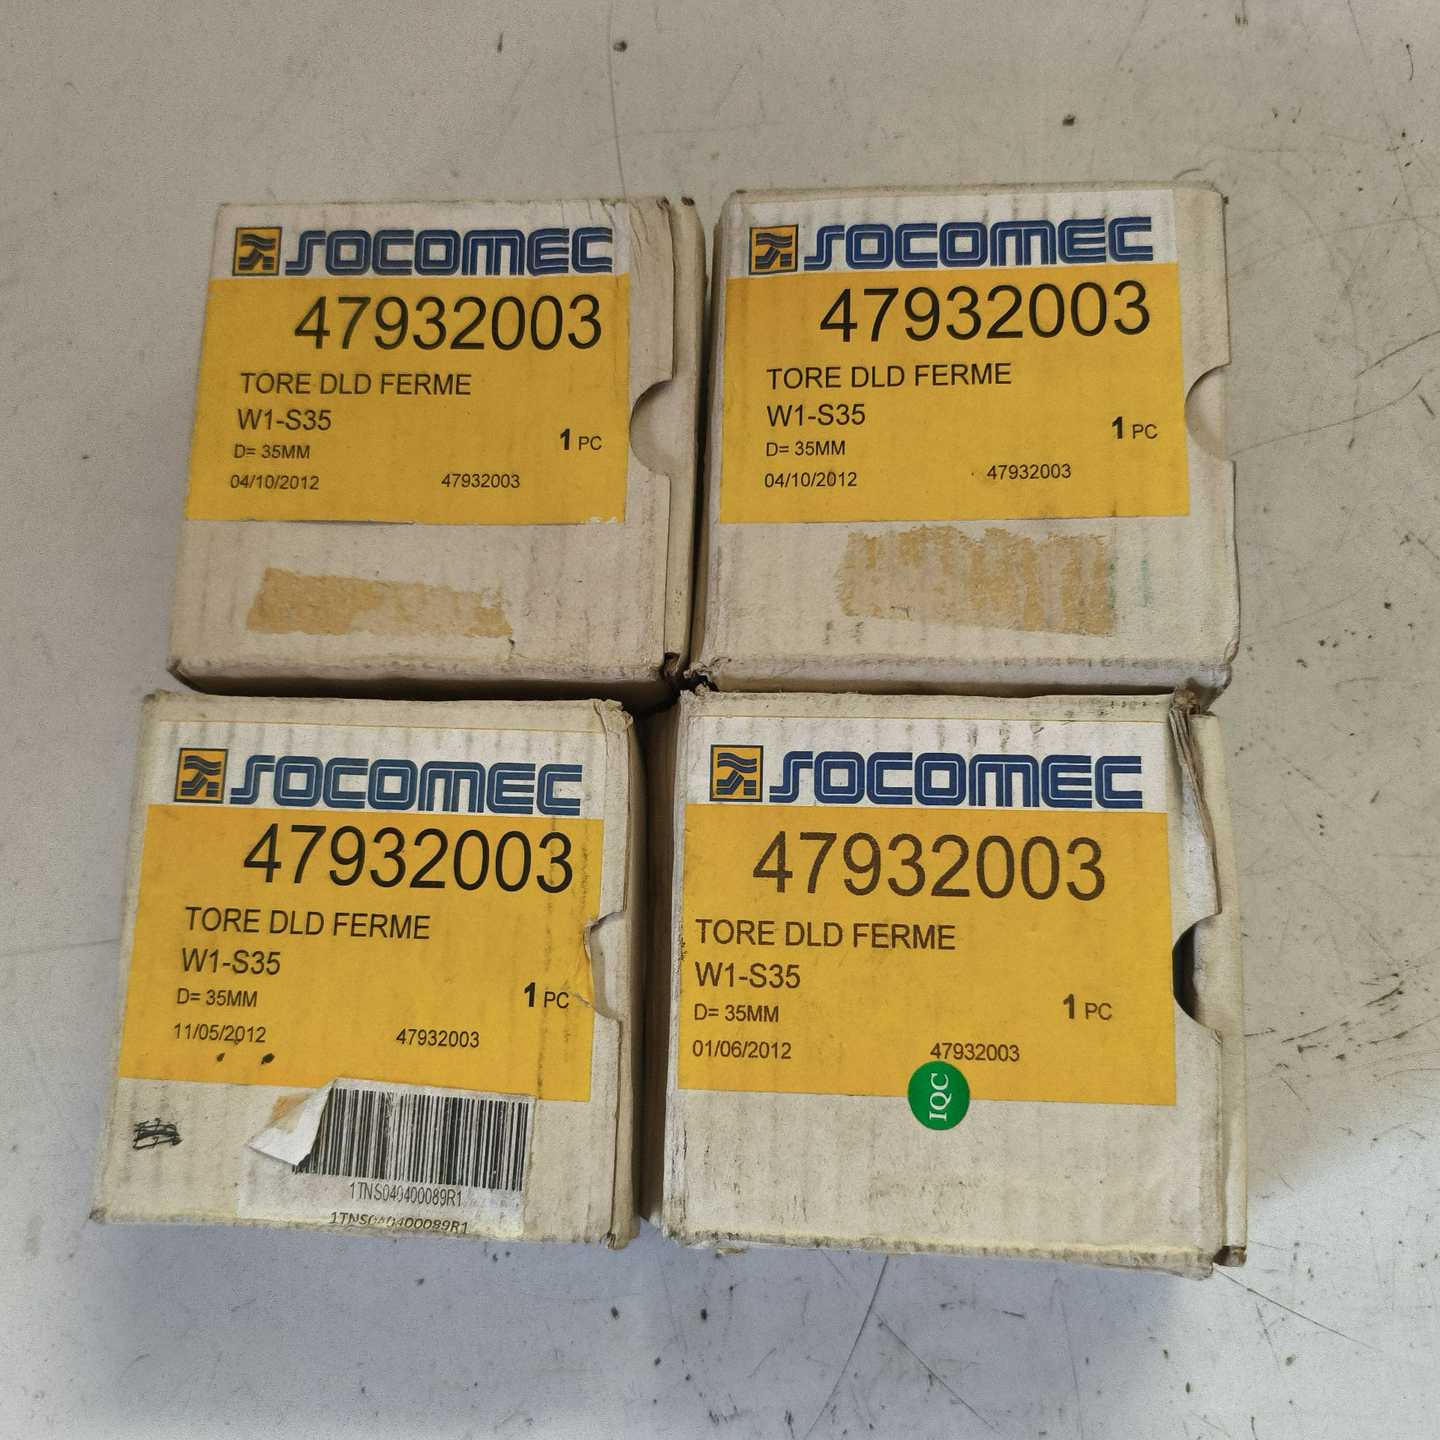 SOCOMEC
47932003
TORE DLD FERME
W1-S35
D= 35MM
1 PC
04/10/2012 47932003
SOCOMEC
47932003
TORE DLD FERME
W1-S35
D= 35MM
1 PC
04/10/2012 47932003
SOCOMEC
47932003
TORE DLD FERME
W1-S35
D= 35MM
1 PC
11/05/2012 47932003
1TNS040400089R1
1TNS040400089R1
SOCOMEC
47932003
TORE DLD FERME
W1-S35
D= 35MM
1 PC
01/06/2012 47932003
IQC